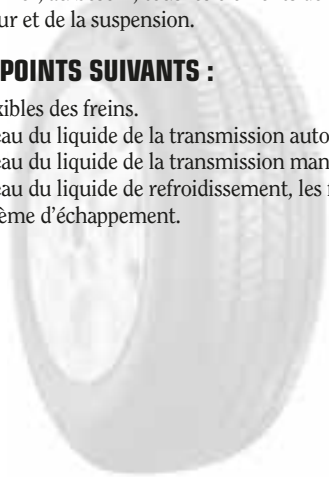 ur et de la suspension.
POINTS SUIVANTS :
xibles des freins.
eau du liquide de la transmission auto
eau du liquide de la transmission man
eau du liquide de refroidissement, les
ème d'échappement.